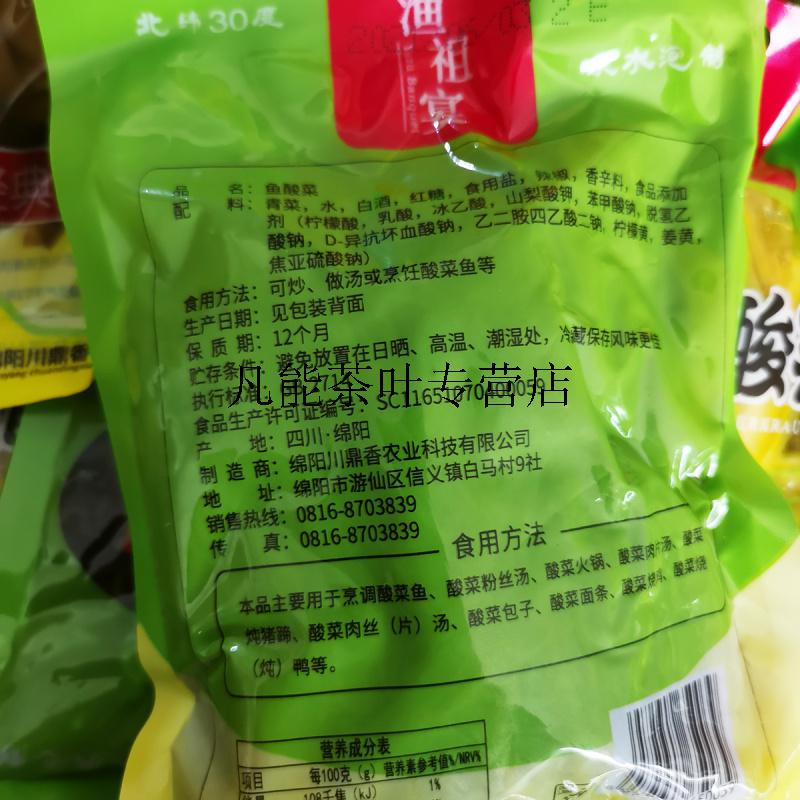 北纬30度
渔祖宴
品 名：鱼酸菜
配 料：青菜，水，白酒，红糖，食用盐，辣椒，香辛料，食品添加
剂（柠檬酸，乳酸，冰乙酸，山梨酸钾，苯甲酸钠，脱氢乙
酸钠，D-异抗坏血酸钠，乙二胺四乙酸二钠，柠檬黄，姜黄，
焦亚硫酸钠）
食用方法：可炒、做汤或烹饪酸菜鱼等
生产日期：见包装背面
保 质 期：12个月
贮存条件：避免放置在日晒、高温、潮湿处，冷藏保存风味更佳
执行标准：
凡能茶叶专营店
食品生产许可证编号：SC11651070400059
产 地：四川·绵阳
制 造 商：绵阳川鼎香农业科技有限公司
地 址：绵阳市游仙区信义镇白马村9社
销售热线：0816-8703839
传 真：0816-8703839
食用方法
本品主要用于烹调酸菜鱼、酸菜粉丝汤、酸菜火锅、酸菜肉片汤、酸菜
炖猪蹄、酸菜肉丝（片）汤、酸菜包子、酸菜面条、酸菜烧肉、酸菜烧
（炖）鸭等。
营养成分表
项目 每100克（g） 营养素参考值%/NRV%
108千焦（kJ） 1%
阳川鼎香
酸